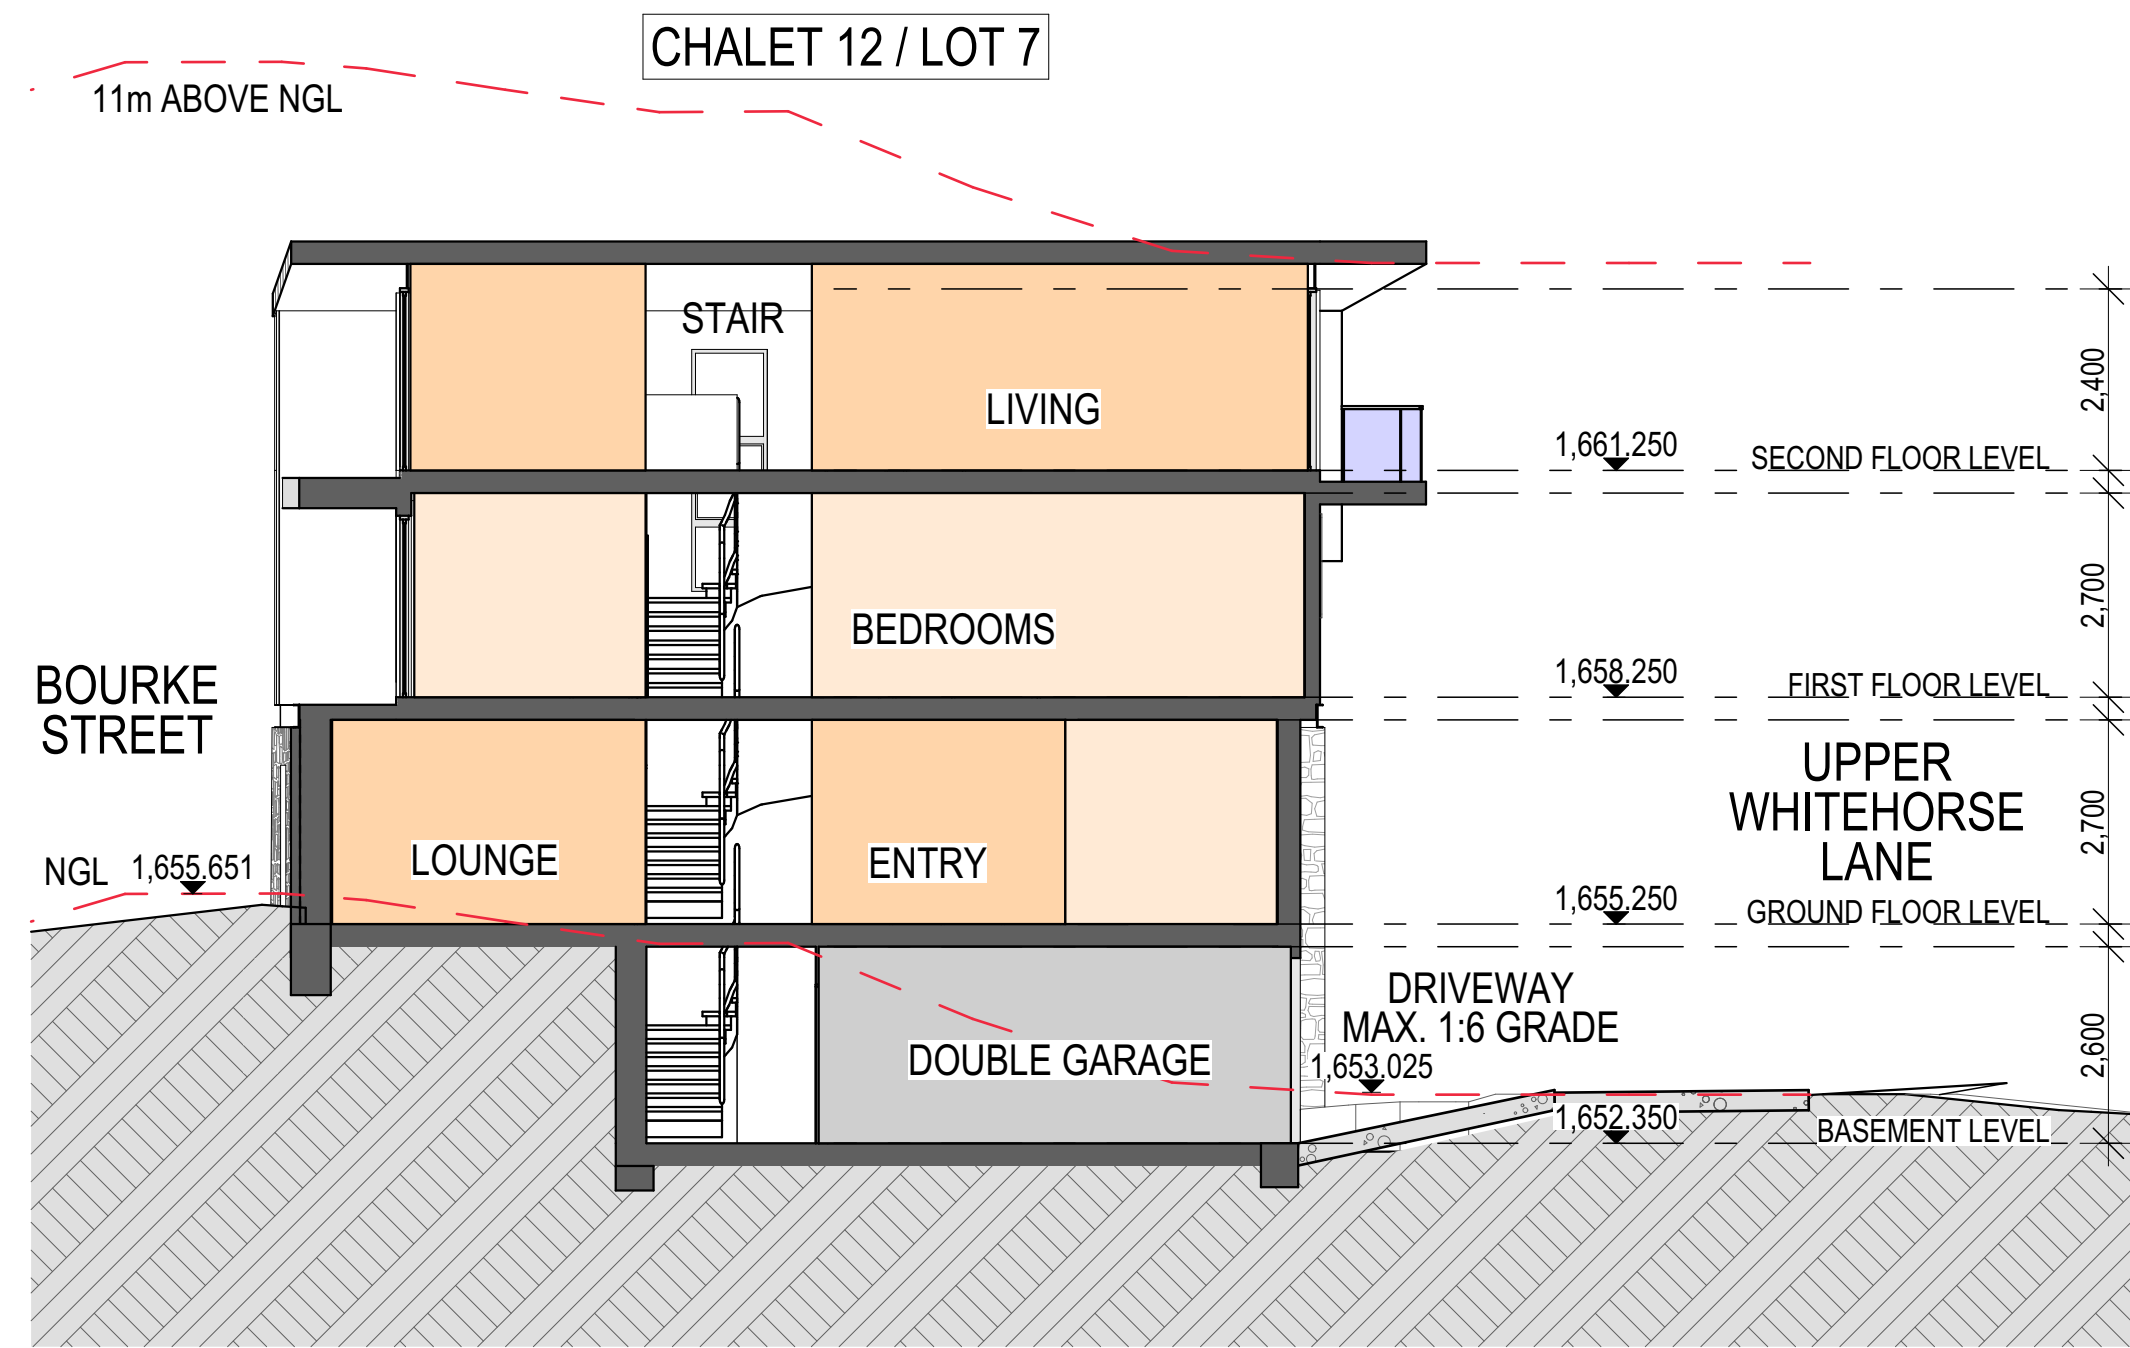 CHALET 12 / LOT 7
11m ABOVE NGL
STAIR
LIVING
2,400
1,661.250
SECOND FLOOR LEVEL
BEDROOMS
2,700
1,658.250
FIRST FLOOR LEVEL
BOURKE
STREET
UPPER
WHITEHORSE
LANE
2,700
LOUNGE
ENTRY
NGL 1,655.651
1,655.250
GROUND FLOOR LEVEL
DRIVEWAY
MAX. 1:6 GRADE
DOUBLE GARAGE
1,653.025
2,600
1,652.350
BASEMENT LEVEL